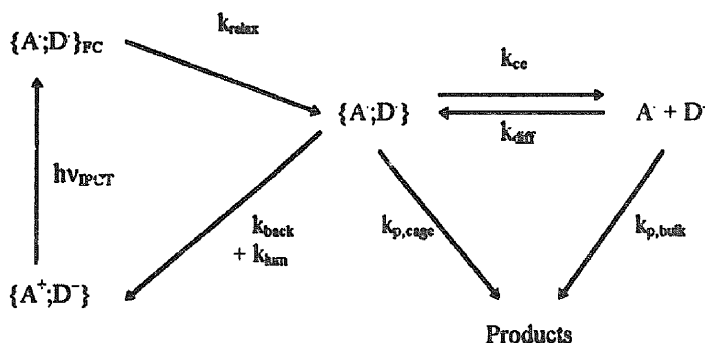 {A·;D·}FC
krelax
kce
{A·;D·}
A· + D·
kdiff
hνIPCT
kback
+ klum
kp,cage
kp,bulk
{A⁺;D⁻}
Products